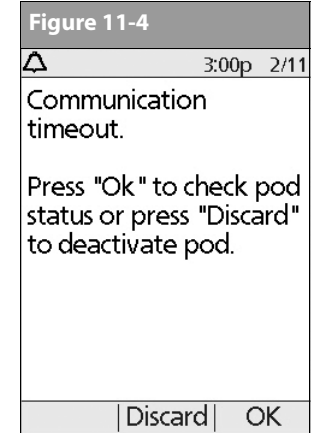 Figure 11-4
3:00p 2/11
Communication
timeout.
Press "Ok" to check pod
status or press "Discard"
to deactivate pod.
Discard OK